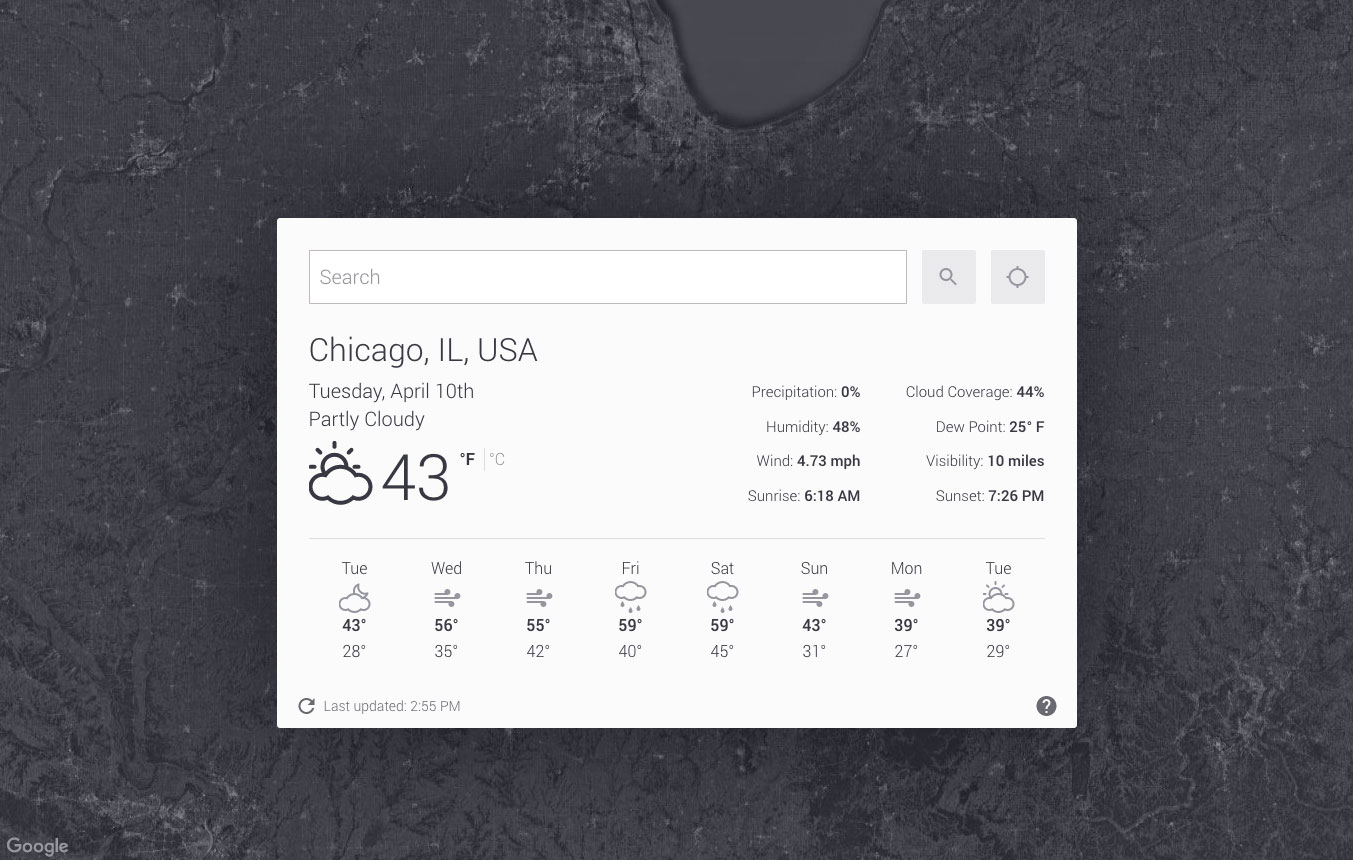 Search
Chicago, IL, USA
Tuesday, April 10th
Partly Cloudy
43 °F °C
Precipitation: 0% Cloud Coverage: 44%
Humidity: 48% Dew Point: 25° F
Wind: 4.73 mph Visibility: 10 miles
Sunrise: 6:18 AM Sunset: 7:26 PM
Tue Wed Thu Fri Sat Sun Mon Tue
43° 56° 55° 59° 59° 43° 39° 39°
28° 35° 42° 40° 45° 31° 27° 29°
Last updated: 2:55 PM
?
Google